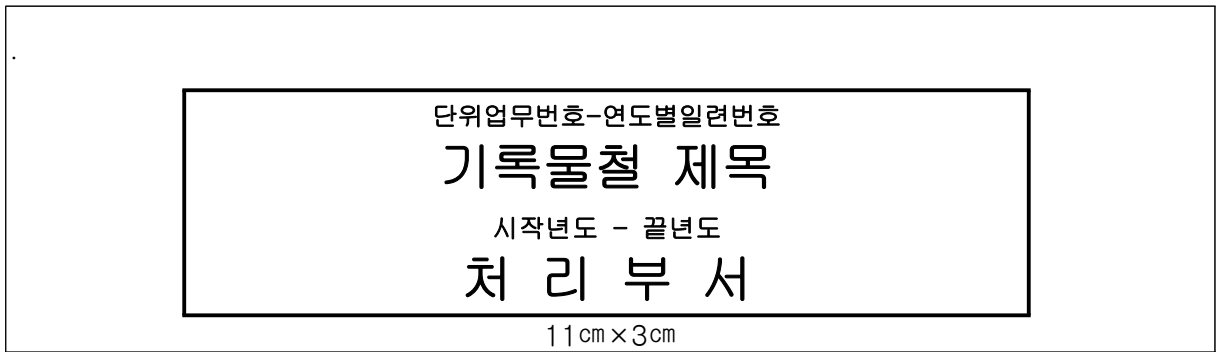 .
단위업무번호-연도별일련번호
기록물철 제목
시작년도 - 끝년도
처 리 부 서
11㎝×3㎝